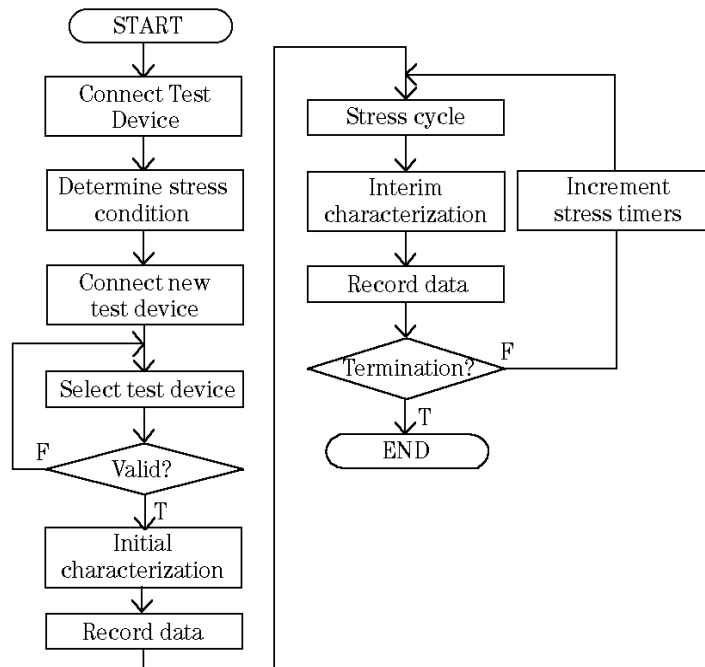 START
Connect Test
Device
Determine stress
condition
Connect new
test device
Select test device
F
Valid?
T
Initial
characterization
Record data
Stress cycle
Interim
characterization
Increment
stress timers
Record data
Termination?
F
T
END